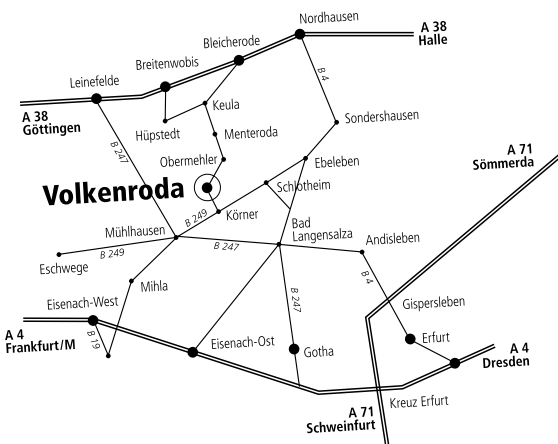 Nordhausen
A 38
Halle
Bleicherode
Breitenwobis
Leinefelde
B 4
A 38
Göttingen
Keula
Hüpstedt
Sondershausen
Menteroda
B 247
A 71
Sömmerda
Obermehler
Ebeleben
Volkenroda
Schlotheim
B 249
Körner
Mühlhausen
Bad
Langensalza
B 247
Andisleben
B 249
Eschwege
B 4
Mihla
B 247
Eisenach-West
Gispersleben
A 4
Frankfurt/M
B 19
Eisenach-Ost
Gotha
Erfurt
A 4
Dresden
Kreuz Erfurt
A 71
Schweinfurt